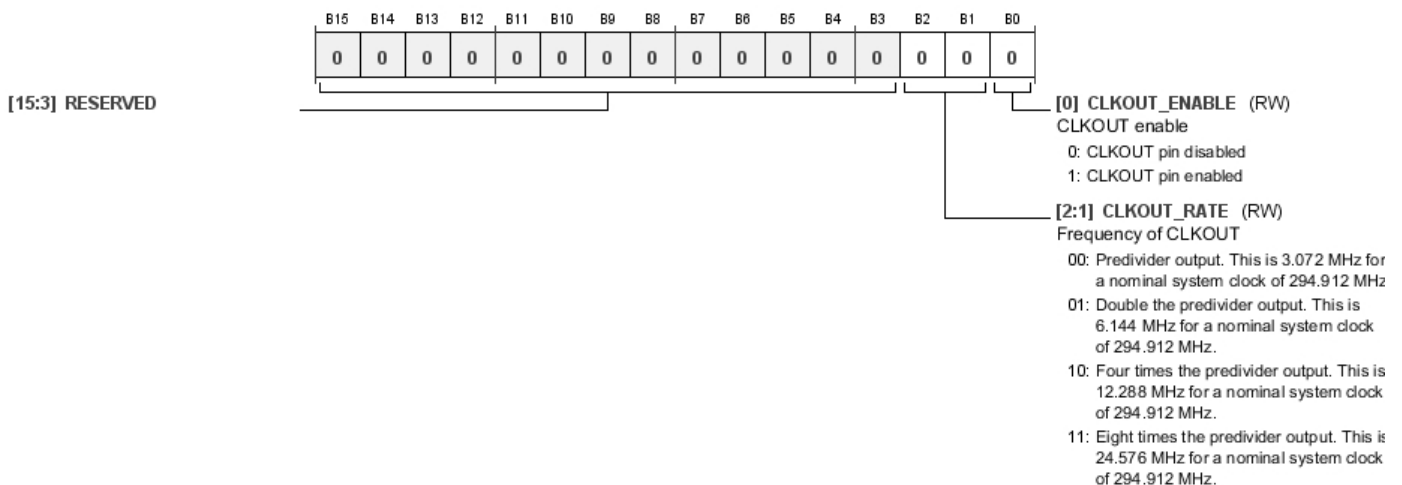 B15 B14 B13 B12 B11 B10 B9 B8 B7 B6 B5 B4 B3 B2 B1 B0
0 0 0 0 0 0 0 0 0 0 0 0 0 0 0 0
[15:3] RESERVED
[0] CLKOUT_ENABLE (RW)
CLKOUT enable
0: CLKOUT pin disabled
1: CLKOUT pin enabled
[2:1] CLKOUT_RATE (RW)
Frequency of CLKOUT
00: Predivider output. This is 3.072 MHz for
a nominal system clock of 294.912 MHz
01: Double the predivider output. This is
6.144 MHz for a nominal system clock
of 294.912 MHz.
10: Four times the predivider output. This is
12.288 MHz for a nominal system clock
of 294.912 MHz.
11: Eight times the predivider output. This is
24.576 MHz for a nominal system clock
of 294.912 MHz.